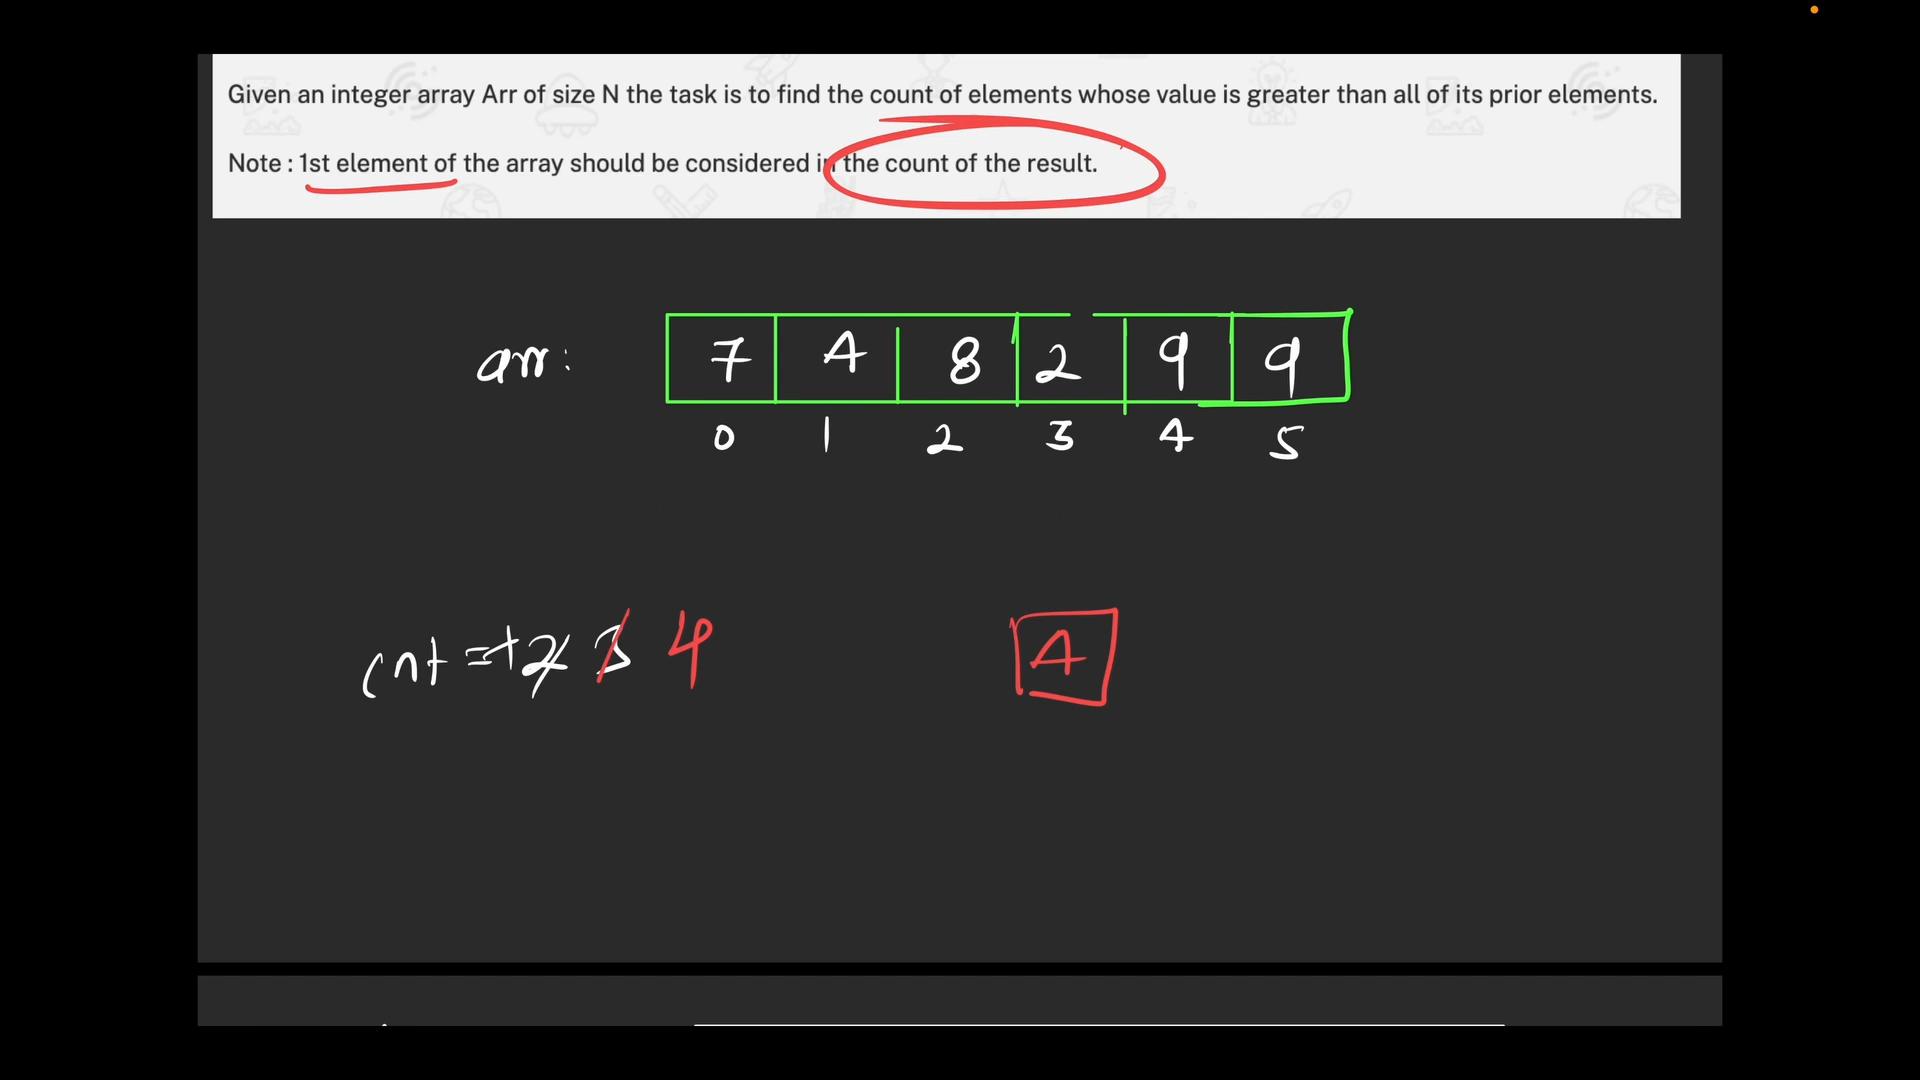 Given an integer array Arr of size N the task is to find the count of elements whose value is greater than all of its prior elements.
Note : 1st element of the array should be considered in the count of the result.
arr: 7 4 8 2 9 9
0 1 2 3 4 5
cnt = 1 2 3 4 4